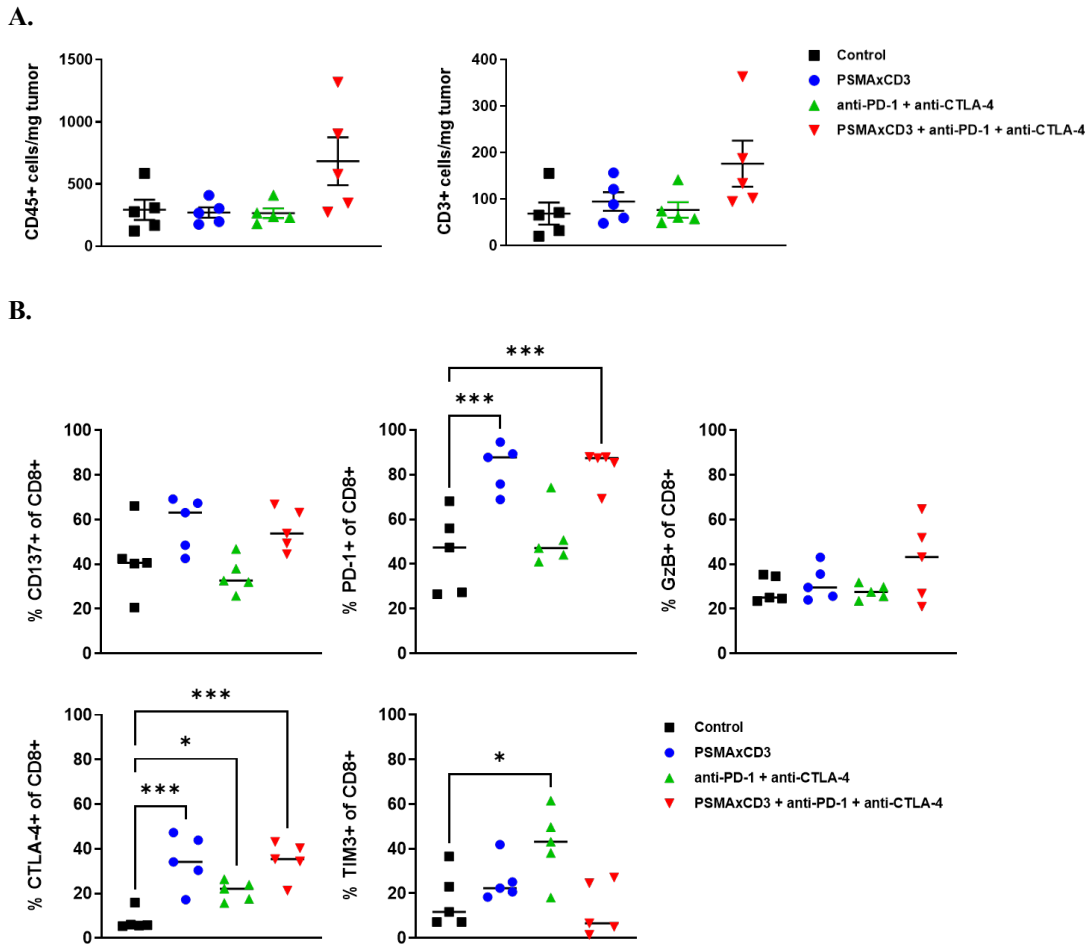 A.
CD45+ cells/mg tumor
1500
1000
500
0
CD3+ cells/mg tumor
400
300
200
100
0
Control
PSMAxCD3
anti-PD-1 + anti-CTLA-4
PSMAxCD3 + anti-PD-1 + anti-CTLA-4
B.
% CD137+ of CD8+
100
80
60
40
20
0
% PD-1+ of CD8+
100
80
60
40
20
0
***
***
% GzB+ of CD8+
100
80
60
40
20
0
% CTLA-4+ of CD8+
100
80
60
40
20
0
***
*
***
% TIM3+ of CD8+
100
80
60
40
20
0
*
Control
PSMAxCD3
anti-PD-1 + anti-CTLA-4
PSMAxCD3 + anti-PD-1 + anti-CTLA-4